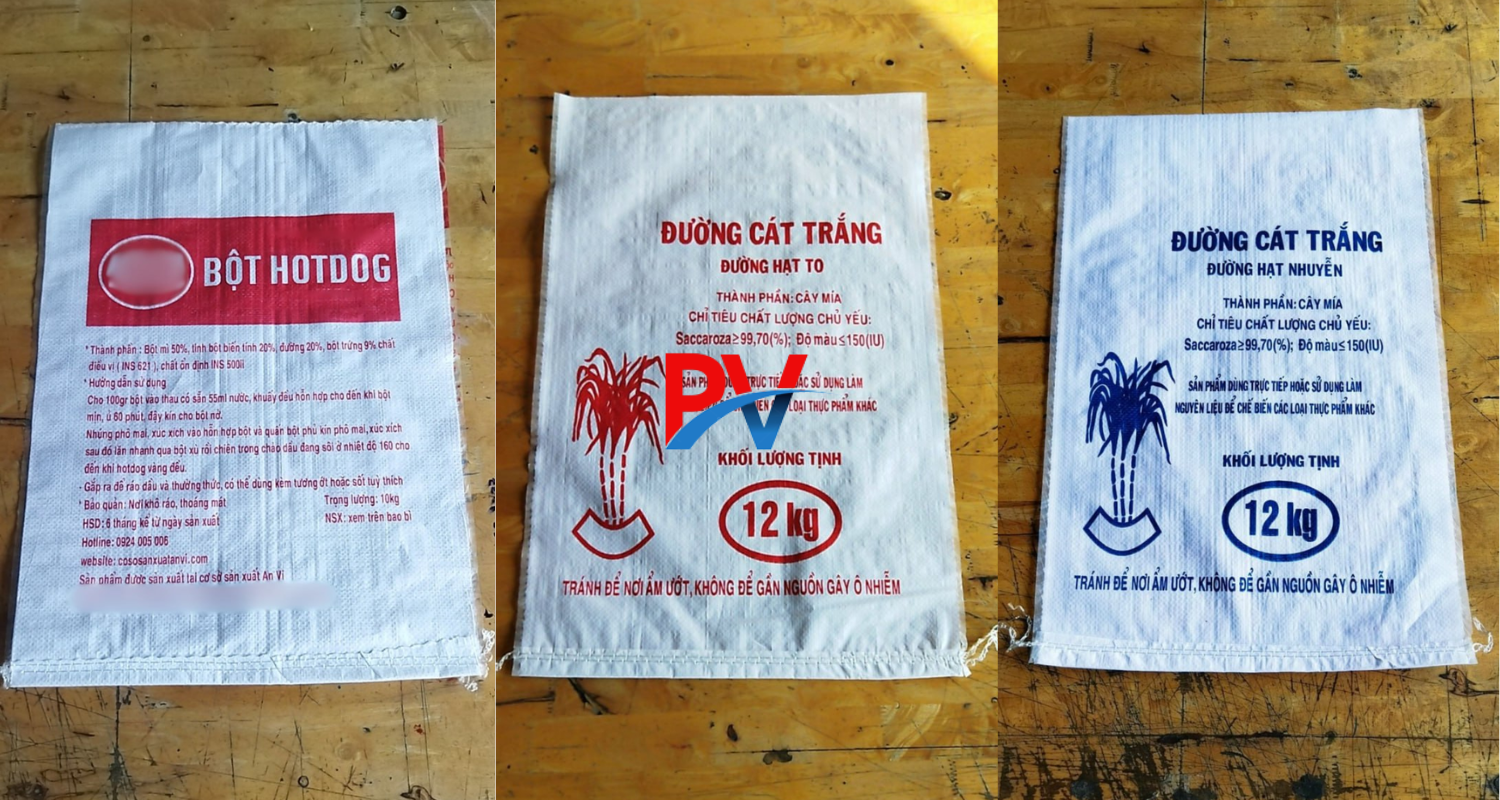 BỘT HOTDOG
* Thành phần : Bột mì 50%, tinh bột biến tính 20%, đường 20%, bột trứng 9% chất
điều vị ( INS 621 ), chất ổn định INS 500ii
* Hướng dẫn sử dụng
Cho 100gr bột vào thau có sẵn 55ml nước, khuấy đều hỗn hợp cho đến khi bột
mịn, ủ 60 phút, đậy kín cho bột nở.
Nhúng phô mai, xúc xích vào hỗn hợp bột và quấn bột phủ kín phô mai, xúc xích
sau đó lăn nhanh qua bột xù rồi chiên trong chảo dầu đang sôi ở nhiệt độ 160 cho
đến khi hotdog vàng đều.
- Gắp ra để ráo dầu và thưởng thức, có thể dùng kèm tương ớt hoặc sốt tuỳ thích
* Bảo quản: Nơi khô ráo, thoáng mát Trọng lượng: 10kg
HSD: 6 tháng kể từ ngày sản xuất NSX: xem trên bao bì
Hotline: 0924 005 006
website: cososanxuatanvi.com
Sản phẩm được sản xuất tại cơ sở sản xuất An Vi
ĐƯỜNG CÁT TRẮNG
ĐƯỜNG HẠT TO
THÀNH PHẦN: CÂY MÍA
CHỈ TIÊU CHẤT LƯỢNG CHỦ YẾU:
Saccaroza≥99,70(%); Độ màu≤150(IU)
SẢN TRỰC TIẾP HOẶC SỬ DỤNG LÀM
LOẠI THỰC PHẨM KHÁC
PV
KHỐI LƯỢNG TỊNH
12 kg
TRÁNH ĐỂ NƠI ẨM ƯỚT, KHÔNG ĐỂ GẦN NGUỒN GÂY Ô NHIỄM
ĐƯỜNG CÁT TRẮNG
ĐƯỜNG HẠT NHUYỄN
THÀNH PHẦN: CÂY MÍA
CHỈ TIÊU CHẤT LƯỢNG CHỦ YẾU:
Saccaroza≥99,70(%); Độ màu≤150(IU)
SẢN PHẨM DÙNG TRỰC TIẾP HOẶC SỬ DỤNG LÀM
NGUYÊN LIỆU ĐỂ CHẾ BIẾN CÁC LOẠI THỰC PHẨM KHÁC
KHỐI LƯỢNG TỊNH
12 kg
TRÁNH ĐỂ NƠI ẨM ƯỚT, KHÔNG ĐỂ GẦN NGUỒN GÂY Ô NHIỄM